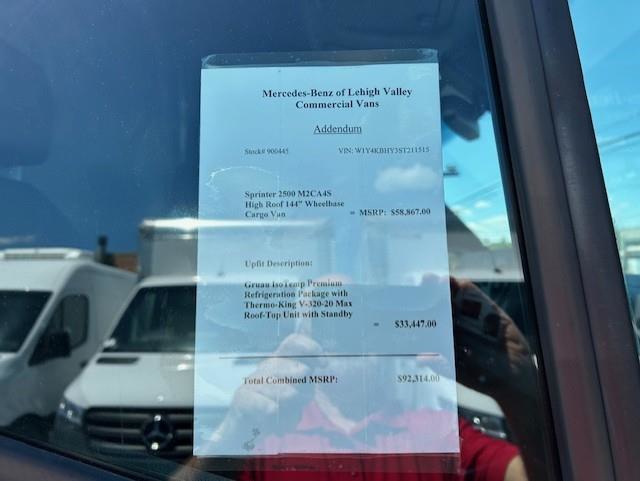 Mercedes-Benz of Lehigh Valley
Commercial Vans
Addendum
Stock# 900445 VIN: W1Y4KBHY3ST211515
Sprinter 2500 M2CA4S
High Roof 144" Wheelbase
Cargo Van = MSRP: $58,867.00
Upfit Description:
Gruau IsoTemp Premium
Refrigeration Package with
Thermo-King V-320-20 Max
Roof-Top Unit with Standby
= $33,447.00
Total Combined MSRP: $92,314.00